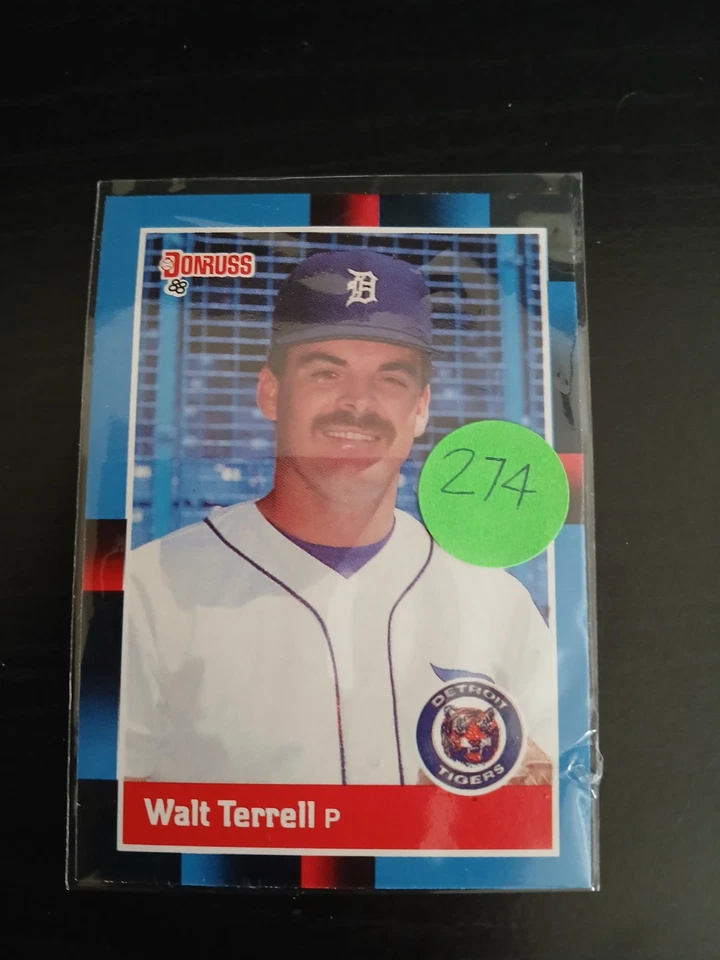 DONRUSS
88
D
274
DETROIT
TIGERS
Walt Terrell P